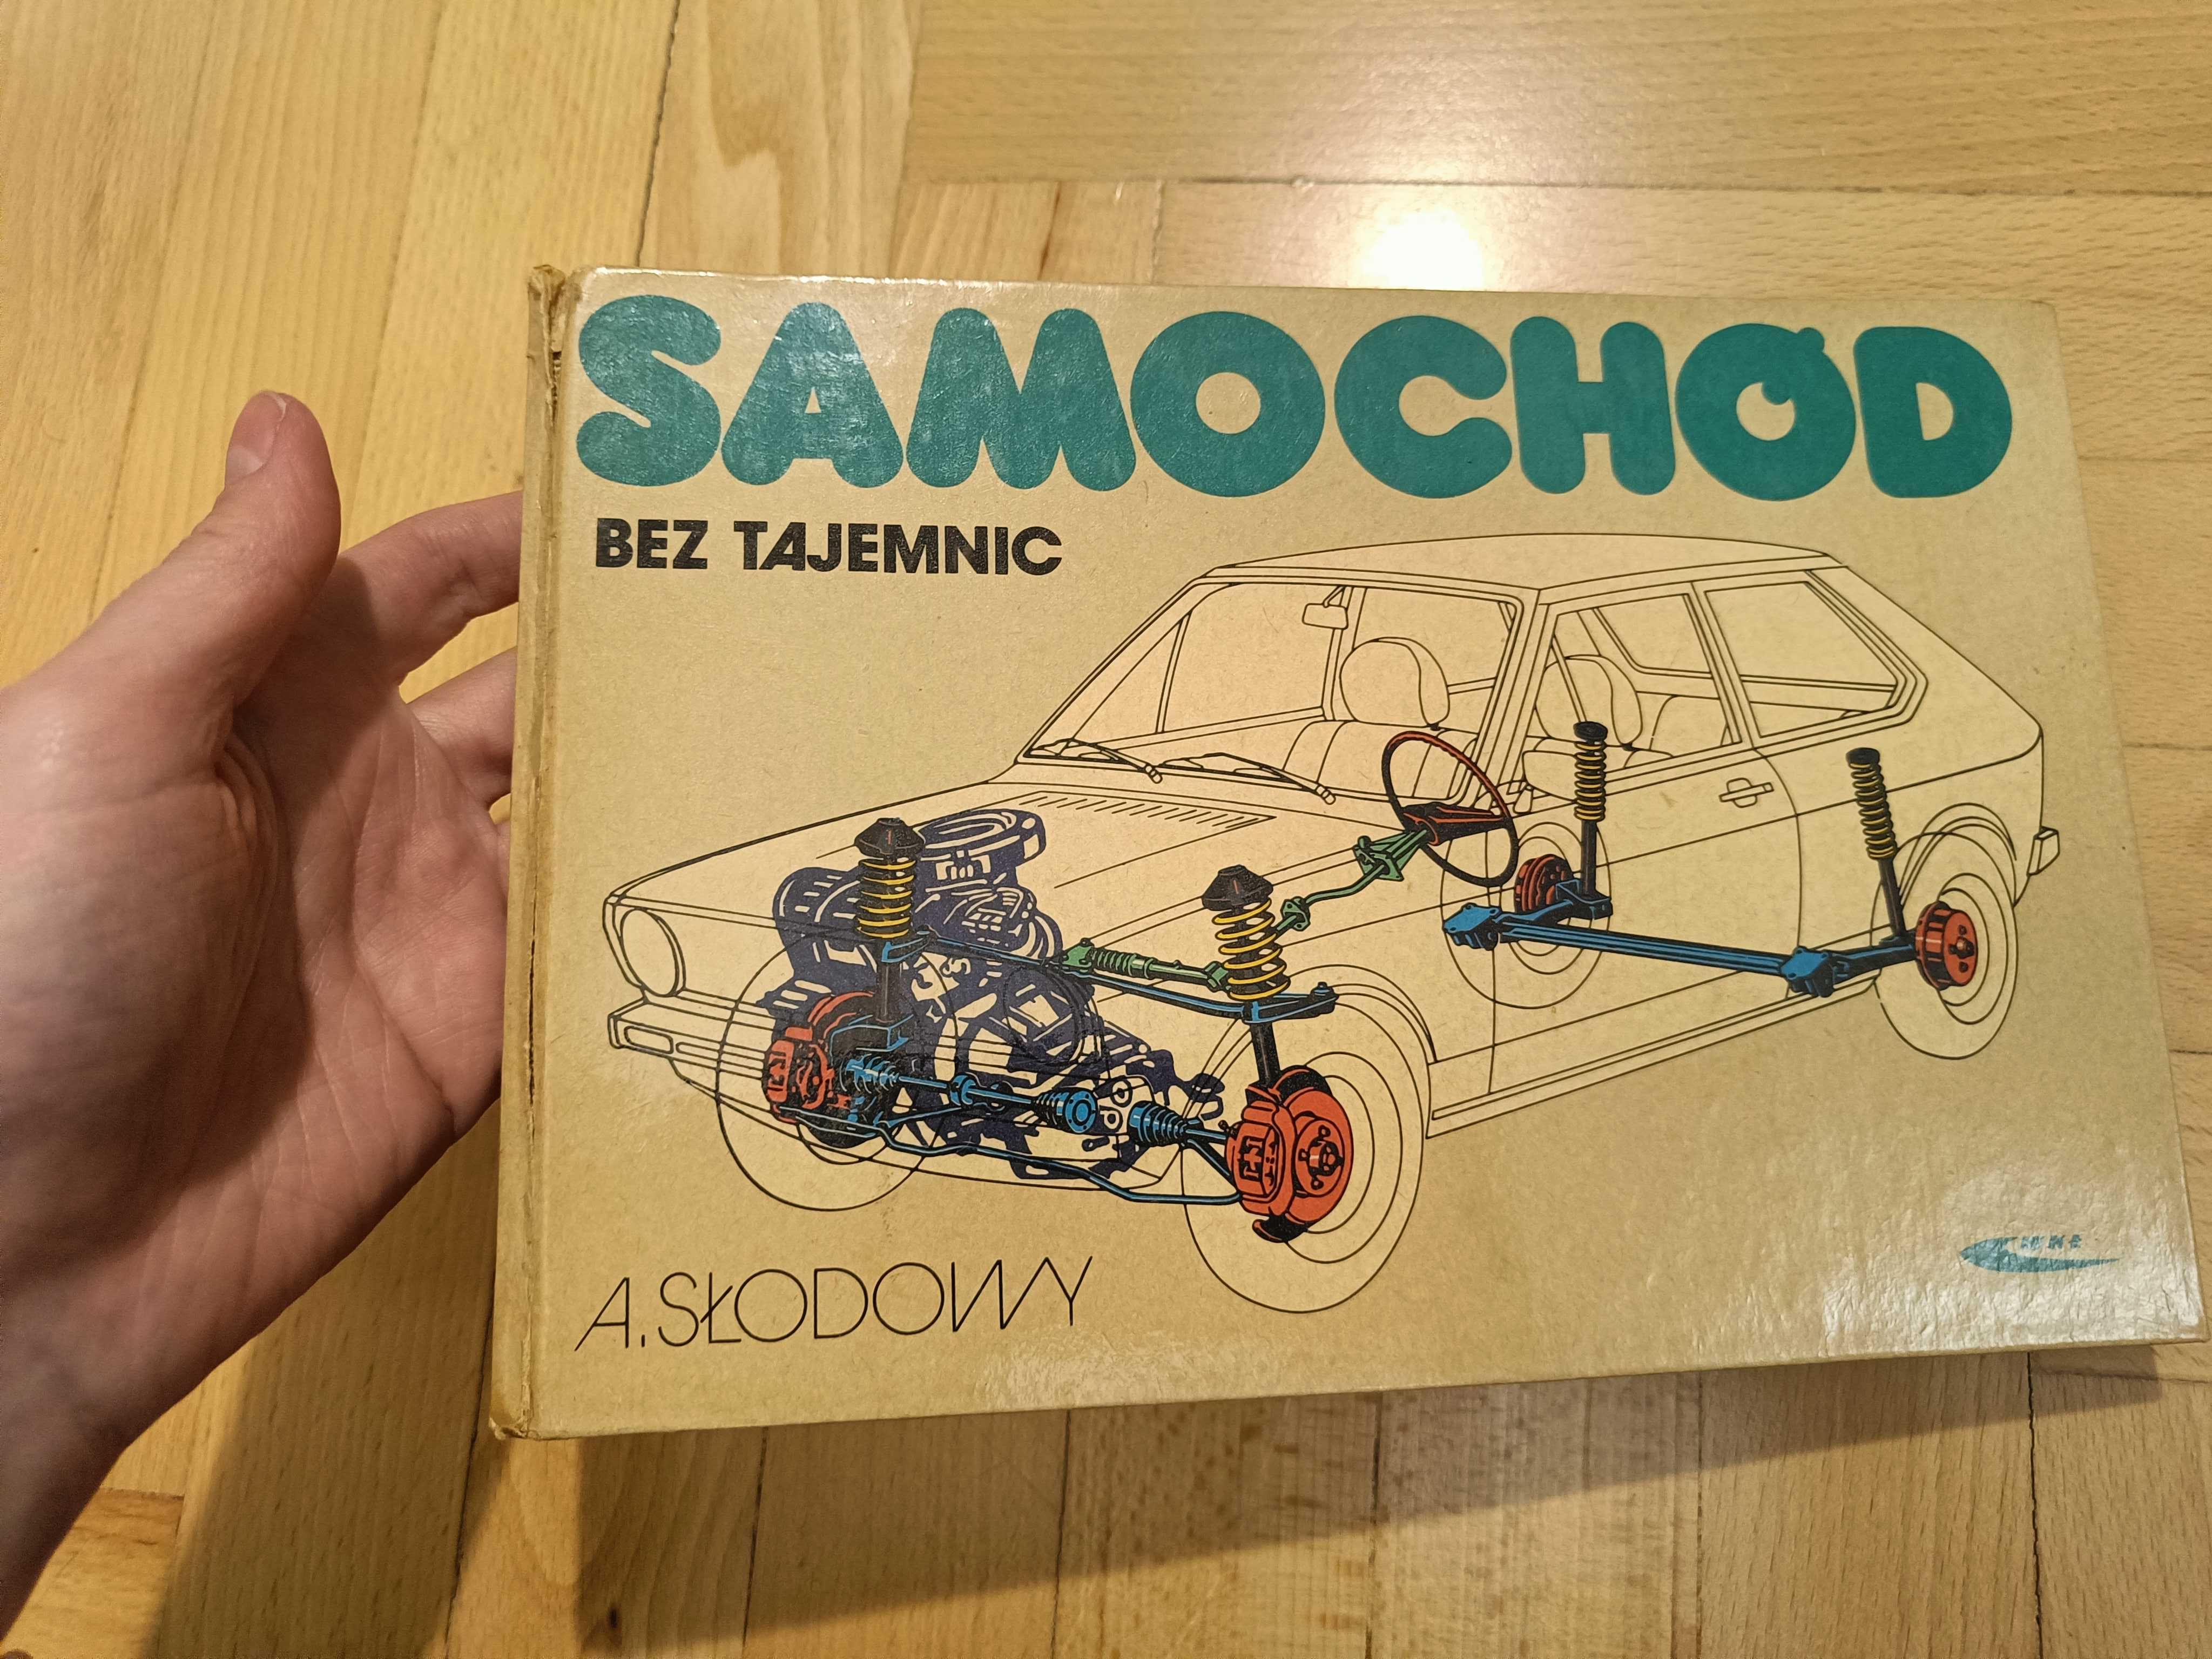 SAMOCHÓD
BEZ TAJEMNIC
A. SŁODOWY